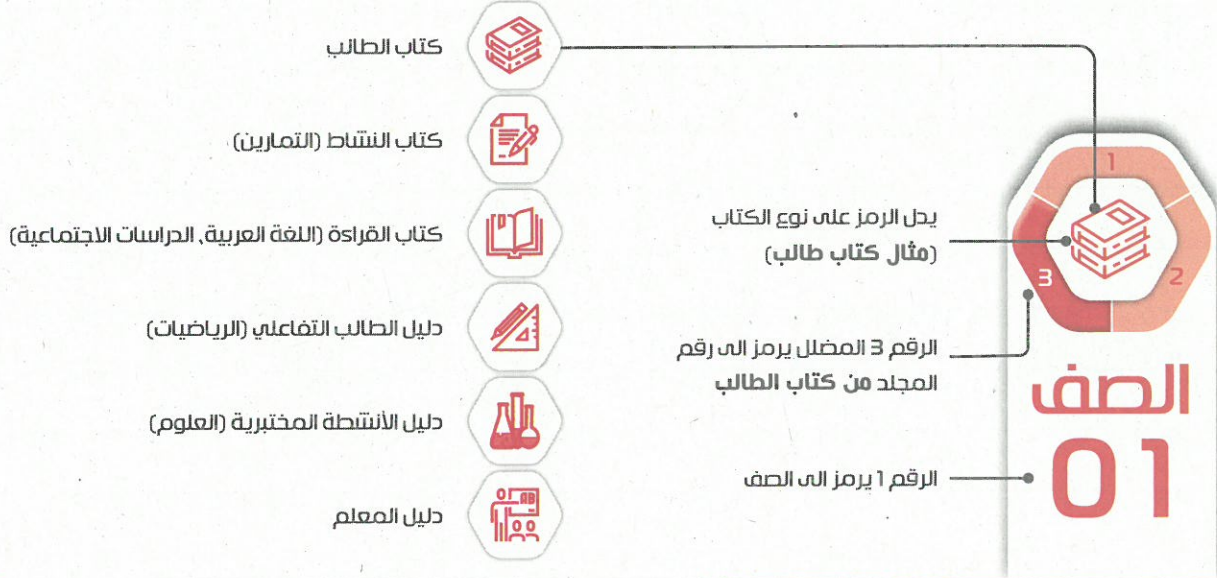 1
2
3
الصف
01
يدل الرمز على نوع الكتاب
(مثال كتاب طالب)
الرقم 3 المضلل يرمز الى رقم
المجلد من كتاب الطالب
الرقم 1 يرمز الى الصف
كتاب الطالب
كتاب النشاط (التمارين)
كتاب القراءة (اللغة العربية، الدراسات الاجتماعية)
دليل الطالب التفاعلي (الرياضيات)
دليل الأنشطة المختبرية (العلوم)
AB
دليل المعلم